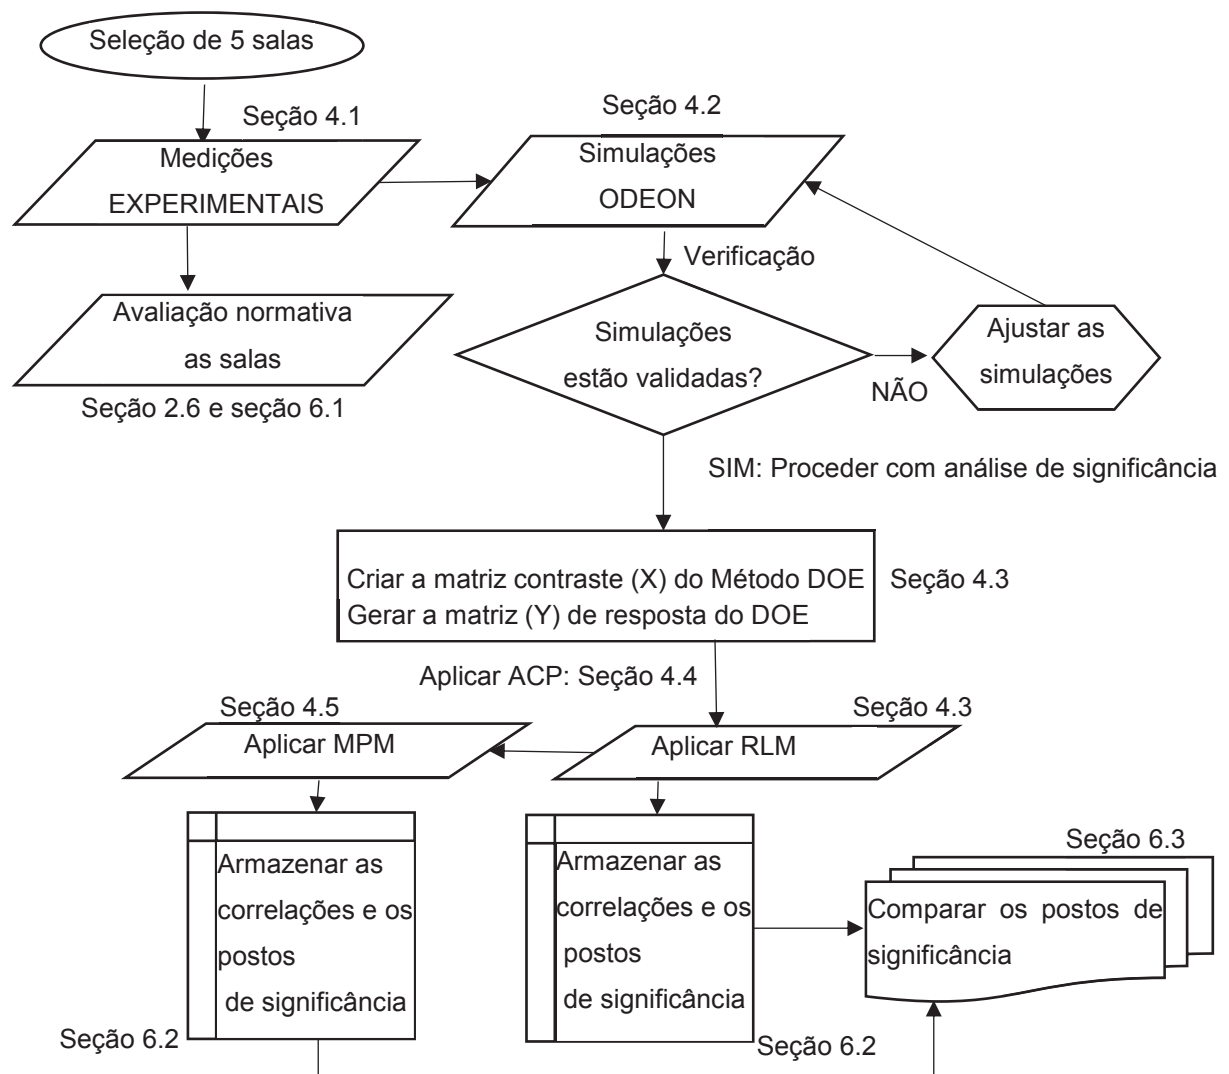 Seleção de 5 salas
Seção 4.1
Seção 4.2
Medições
EXPERIMENTAIS
Simulações
ODEON
Verificação
Avaliação normativa
as salas
Seção 2.6 e seção 6.1
Simulações
estão validadas?
NÃO
Ajustar as
simulações
SIM: Proceder com análise de significância
Criar a matriz contraste (X) do Método DOE
Gerar a matriz (Y) de resposta do DOE
Seção 4.3
Aplicar ACP: Seção 4.4
Seção 4.5
Seção 4.3
Aplicar MPM
Aplicar RLM
Armazenar as
correlações e os
postos
de significância
Seção 6.2
Armazenar as
correlações e os
postos
de significância
Seção 6.2
Seção 6.3
Comparar os postos de
significância